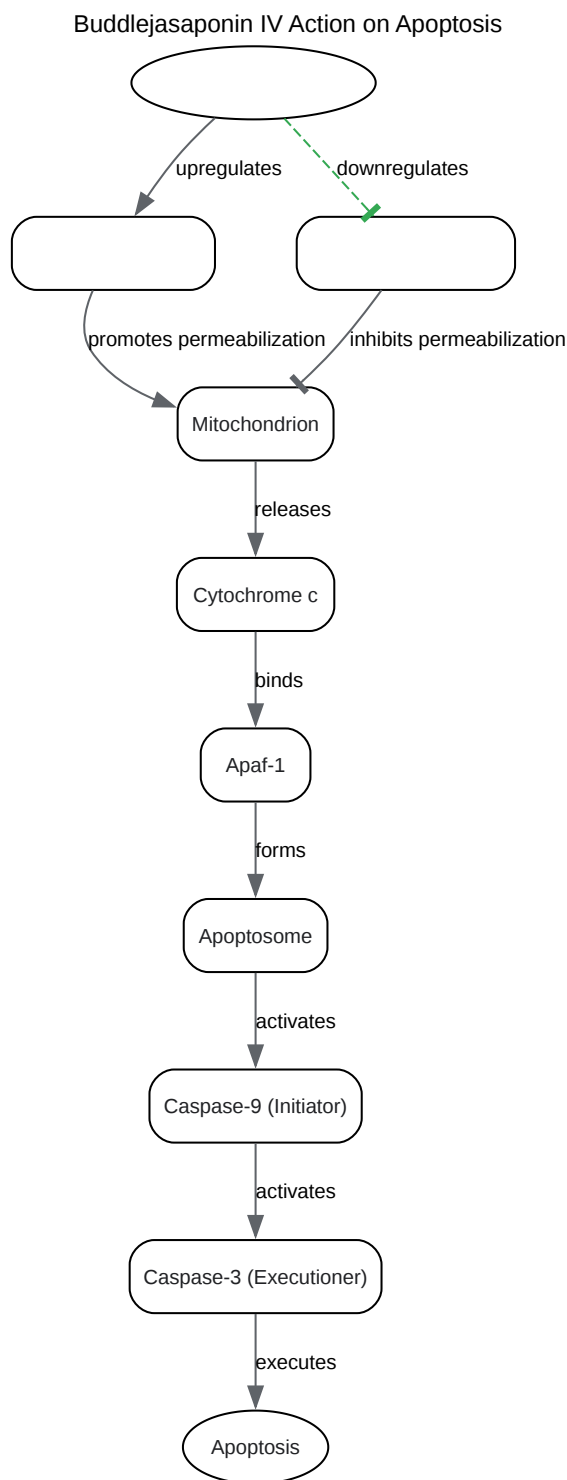 Buddlejasaponin IV Action on Apoptosis
upregulates
downregulates
promotes permeabilization
inhibits permeabilization
Mitochondrion
releases
Cytochrome c
binds
Apaf-1
forms
Apoptosome
activates
Caspase-9 (Initiator)
activates
Caspase-3 (Executioner)
executes
Apoptosis